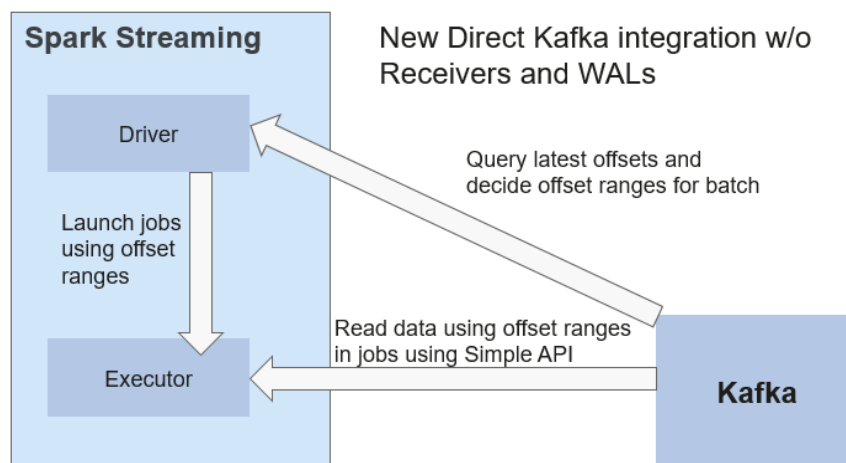 Spark Streaming
New Direct Kafka integration w/o
Receivers and WALs
Driver
Query latest offsets and
decide offset ranges for batch
Launch jobs
using offset
ranges
Read data using offset ranges
in jobs using Simple API
Executor
Kafka